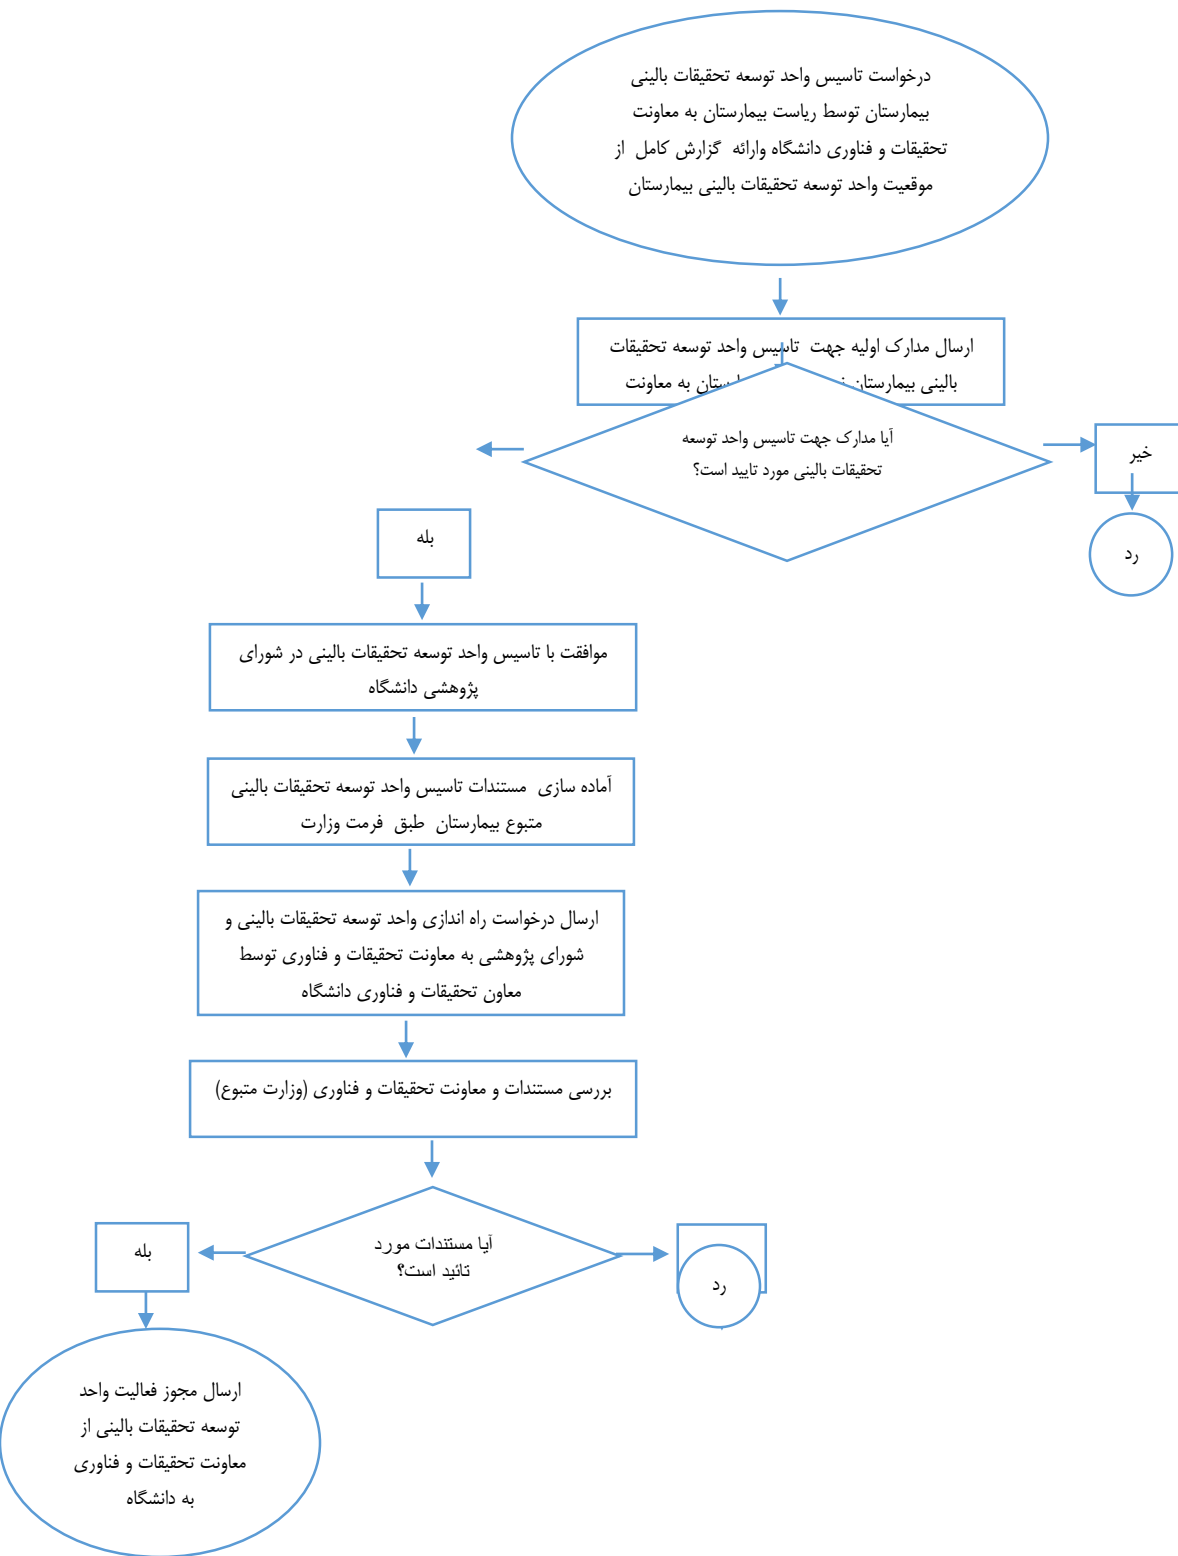 درخواست تاسیس واحد توسعه تحقیقات بالینی
بیمارستان توسط ریاست بیمارستان به معاونت
تحقیقات و فناوری دانشگاه وارائه گزارش کامل از
موقعیت واحد توسعه تحقیقات بالینی بیمارستان
ارسال مدارک اولیه جهت تاسیس واحد توسعه تحقیقات
بالینی بیمارستان به معاونت
آیا مدارک جهت تاسیس واحد توسعه
تحقیقات بالینی مورد تایید است؟
خیر
رد
بله
موافقت با تاسیس واحد توسعه تحقیقات بالینی در شورای
پژوهشی دانشگاه
آماده سازی مستندات تاسیس واحد توسعه تحقیقات بالینی
متبوع بیمارستان طبق فرمت وزارت
ارسال درخواست راه اندازی واحد توسعه تحقیقات بالینی و
شورای پژوهشی به معاونت تحقیقات و فناوری توسط
معاون تحقیقات و فناوری دانشگاه
بررسی مستندات و معاونت تحقیقات و فناوری (وزارت متبوع)
آیا مستندات مورد
تائید است؟
رد
بله
ارسال مجوز فعالیت واحد
توسعه تحقیقات بالینی از
معاونت تحقیقات و فناوری
به دانشگاه